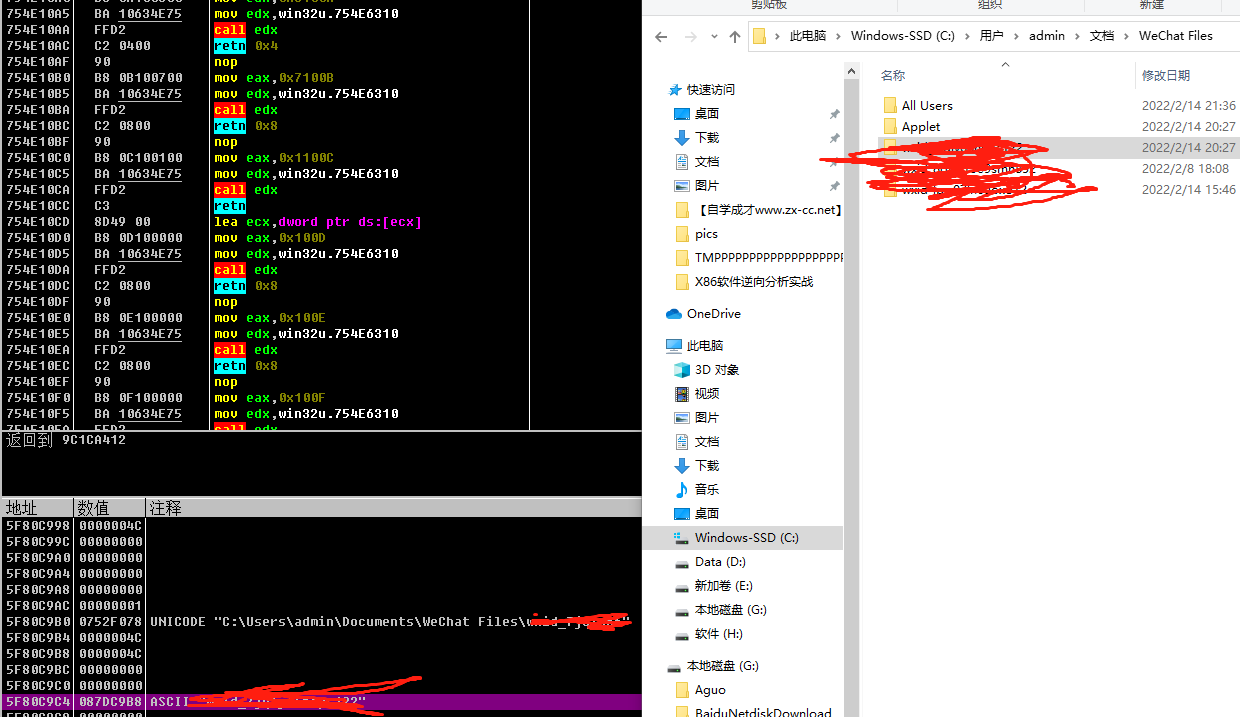 754E10A5 BA 10634E75 mov edx,win32u.754E6310
754E10AA FFD2 call edx
754E10AC C2 0400 retn 0x4
754E10AF 90 nop
754E10B0 B8 0B100700 mov eax,0x7100B
754E10B5 BA 10634E75 mov edx,win32u.754E6310
754E10BA FFD2 call edx
754E10BC C2 0800 retn 0x8
754E10BF 90 nop
754E10C0 B8 0C100100 mov eax,0x1100C
754E10C5 BA 10634E75 mov edx,win32u.754E6310
754E10CA FFD2 call edx
754E10CC C3 retn
754E10CD 8D49 00 lea ecx,dword ptr ds:[ecx]
754E10D0 B8 0D100000 mov eax,0x100D
754E10D5 BA 10634E75 mov edx,win32u.754E6310
754E10DA FFD2 call edx
754E10DC C2 0800 retn 0x8
754E10DF 90 nop
754E10E0 B8 0E100000 mov eax,0x100E
754E10E5 BA 10634E75 mov edx,win32u.754E6310
754E10EA FFD2 call edx
754E10EC C2 0800 retn 0x8
754E10EF 90 nop
754E10F0 B8 0F100000 mov eax,0x100F
754E10F5 BA 10634E75 mov edx,win32u.754E6310
754E10FA FFD2 call edx
返回到 9C1CA412
地址 数值 注释
5F80C998 0000004C
5F80C99C 00000000
5F80C9A0 00000000
5F80C9A4 00000000
5F80C9A8 00000000
5F80C9AC 00000001
5F80C9B0 0752F078 UNICODE "C:\Users\admin\Documents\WeChat Files\
5F80C9B4 0000004C
5F80C9B8 0000004C
5F80C9BC 00000000
5F80C9C0 00000000
5F80C9C4 087DC9B8 ASCII
剪贴板 组织 新建
此电脑 › Windows-SSD (C:) › 用户 › admin › 文档 › WeChat Files
快速访问
桌面
下载
文档
图片
【自学成才www.zx-cc.net】
pics
TMPPPPPPPPPPPPPPPPPP
X86软件逆向分析实战
OneDrive
此电脑
3D 对象
视频
图片
文档
下载
音乐
桌面
Windows-SSD (C:)
Data (D:)
新加卷 (E:)
本地磁盘 (G:)
软件 (H:)
本地磁盘 (G:)
Aguo
BaiduNetdiskDownload
名称 修改日期
All Users 2022/2/14 21:36
Applet 2022/2/14 20:27
2022/2/14 20:27
2022/2/8 18:08
2022/2/14 15:46